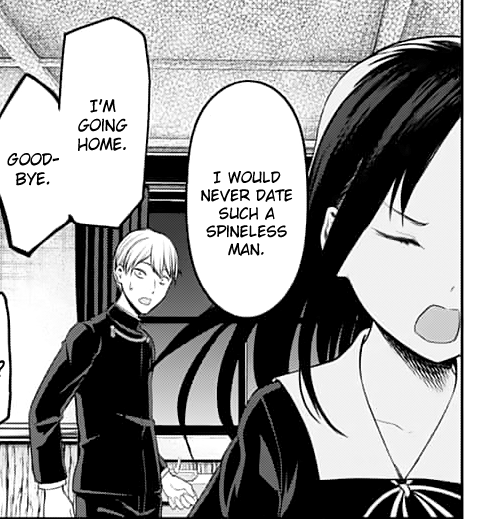 I WOULD
NEVER DATE
SUCH A
SPINELESS
MAN.
I'M
GOING
HOME.
GOOD-
BYE.
?